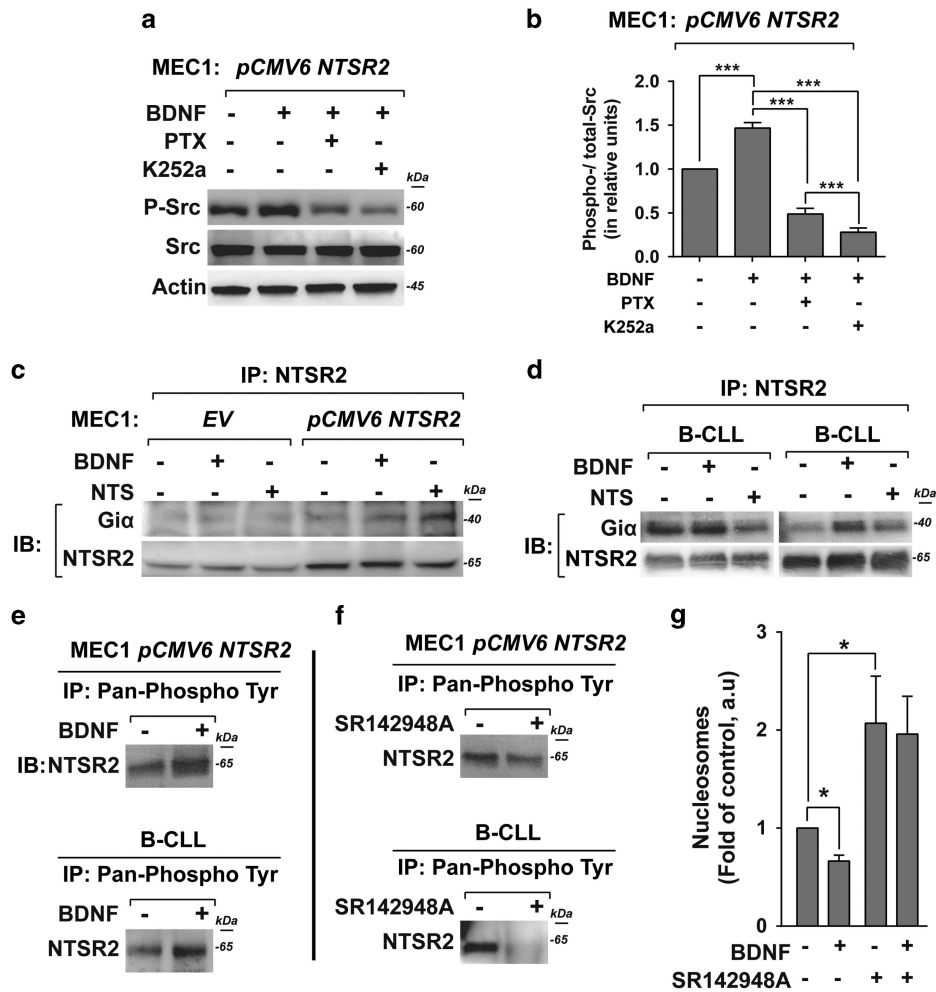 a
MEC1: pCMV6 NTSR2
BDNF - + + +
PTX - - + -
K252a - - - +
kDa
P-Src -60
Src -60
Actin -45
b
MEC1: pCMV6 NTSR2
Phospho-/ total-Src
(in relative units)
2.0
1.5
1.0
0.5
0.0
*** *** *** ***
BDNF - + + +
PTX - - + -
K252a - - - +
c
IP: NTSR2
MEC1: EV pCMV6 NTSR2
BDNF - + - - + -
NTS - - + - - +
kDa
IB:
Giα -40
NTSR2 -65
d
IP: NTSR2
B-CLL B-CLL
BDNF - + - - + -
NTS - - + - - +
kDa
IB:
Giα -40
NTSR2 -65
e
MEC1 pCMV6 NTSR2
IP: Pan-Phospho Tyr
BDNF - +
kDa
IB:NTSR2 -65
B-CLL
IP: Pan-Phospho Tyr
BDNF - +
kDa
NTSR2 -65
f
MEC1 pCMV6 NTSR2
IP: Pan-Phospho Tyr
SR142948A - +
kDa
NTSR2 -65
B-CLL
IP: Pan-Phospho Tyr
SR142948A - +
kDa
NTSR2 -65
g
Nucleosomes
(Fold of control, a.u)
3
2
1
0
* *
BDNF - + - +
SR142948A - - + +